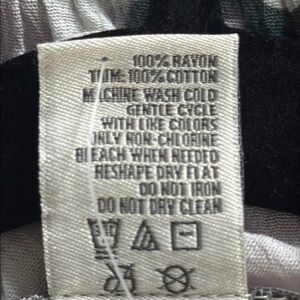 100% RAYON
TRIM: 100% COTTON
MACHINE WASH COLD
GENTLE CYCLE
WITH LIKE COLORS
ONLY NON-CHLORINE
BLEACH WHEN NEEDED
RESHAPE DRY FLAT
DO NOT IRON
DO NOT DRY CLEAN